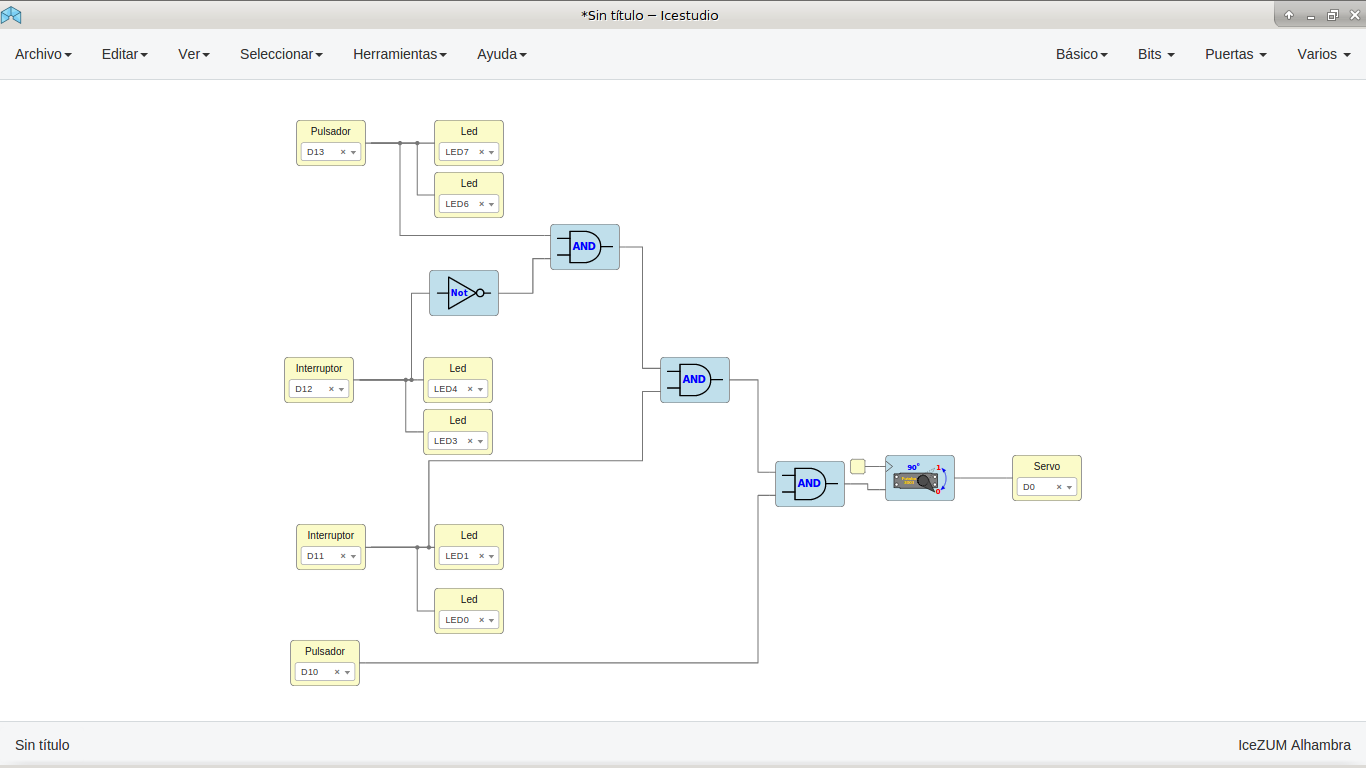 *Sin título – Icestudio
Archivo Editar Ver Seleccionar Herramientas Ayuda Básico Bits Puertas Varios
Pulsador
D13 ×
Led
LED7 ×
Led
LED6 ×
AND
Not
Interruptor
D12 ×
Led
LED4 ×
Led
LED3 ×
AND
AND
90°
1
0
Servo
D0 ×
Interruptor
D11 ×
Led
LED1 ×
Led
LED0 ×
Pulsador
D10 ×
Sin título
IceZUM Alhambra